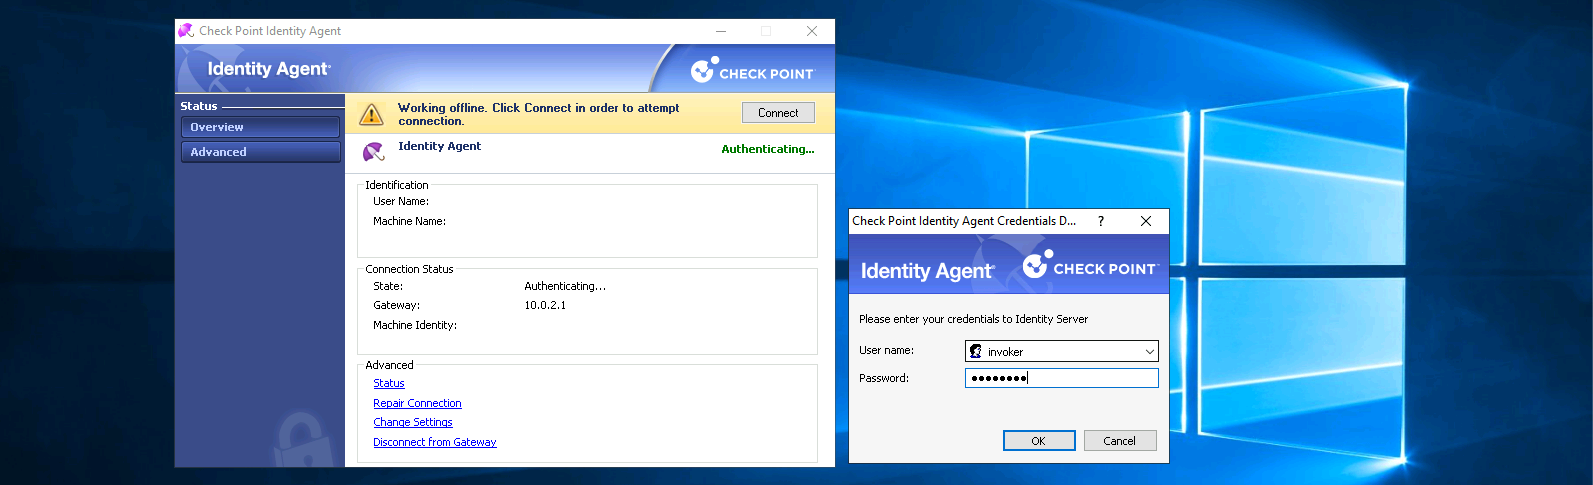 Check Point Identity Agent
Identity Agent
CHECK POINT
Status
Overview
Advanced
Working offline. Click Connect in order to attempt
connection.
Connect
Identity Agent
Authenticating...
Identification
User Name:
Machine Name:
Connection Status
State: Authenticating...
Gateway: 10.0.2.1
Machine Identity:
Advanced
Status
Repair Connection
Change Settings
Disconnect from Gateway
Check Point Identity Agent Credentials D...
?
Identity Agent
CHECK POINT
Please enter your credentials to Identity Server
User name: invoker
Password: ●●●●●●●●
OK
Cancel